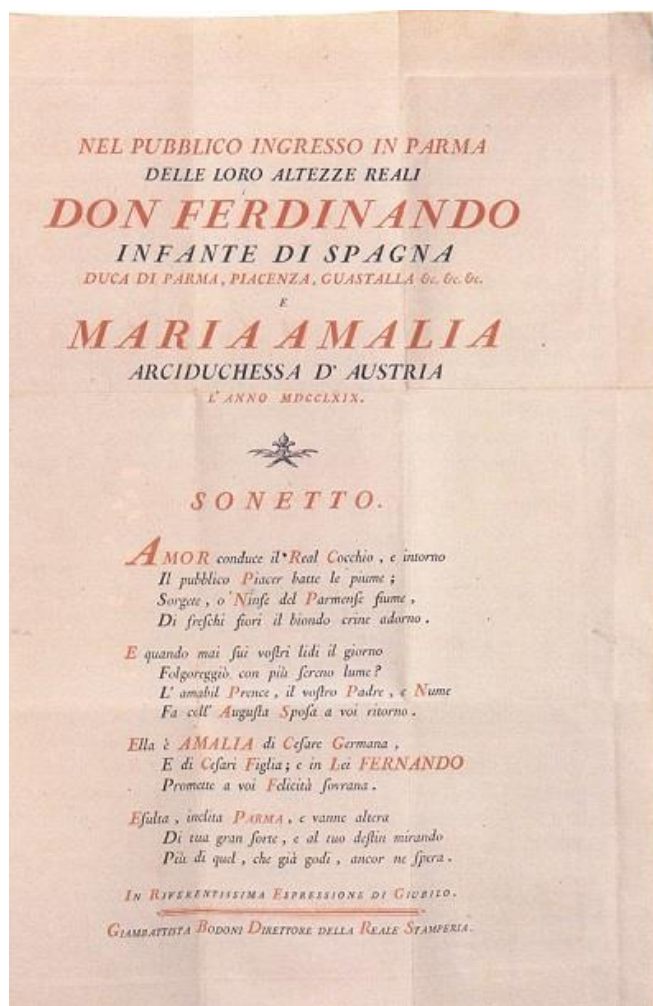 NEL PUBBLICO INGRESSO IN PARMA
DELLE LORO ALTEZZE REALI
DON FERDINANDO
INFANTE DI SPAGNA
DUCA DI PARMA, PIACENZA, GUASTALLA &c. &c. &c.
E
MARIA AMALIA
ARCIDUCHESSA D' AUSTRIA
L' ANNO MDCCLXIX.
SONETTO.
AMOR conduce il Real Cocchio, e intorno
Il pubblico Piacer batte le piume;
Sorgete, o Ninfe del Parmenſe fiume,
Di freſchi fiori il biondo crine adorno.
E quando mai ſui voſtri lidi il giorno
Folgoreggiò con più ſereno lume?
L' amabil Prence, il voſtro Padre, e Nume
Fa coll' Auguſta Spoſa a voi ritorno.
Ella è AMALIA di Ceſare Germana,
E di Ceſari Figlia; e in Lei FERNANDO
Promette a voi Felicità ſovrana.
Eſulta, inclita PARMA, e vanne altera
Di tua gran ſorte, e al tuo deſtin mirando
Più di quel, che già godi, ancor ne ſpera.
IN RIVERENTISSIMA ESPRESSIONE DI GIUBILO.
GIAMBATTISTA BODONI DIRETTORE DELLA REALE STAMPERIA.